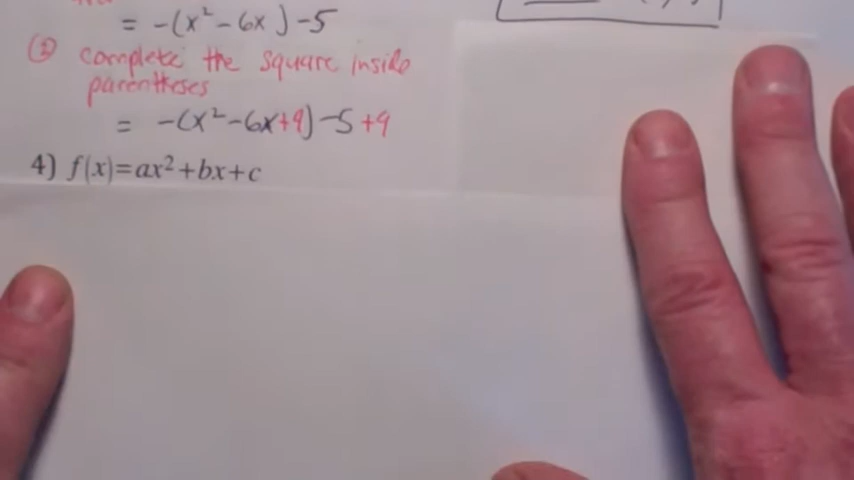 = -(x² - 6x ) - 5
② complete the square inside
parentheses
= -(x² - 6x + 9) - 5 + 9
4) f(x)=ax²+bx+c